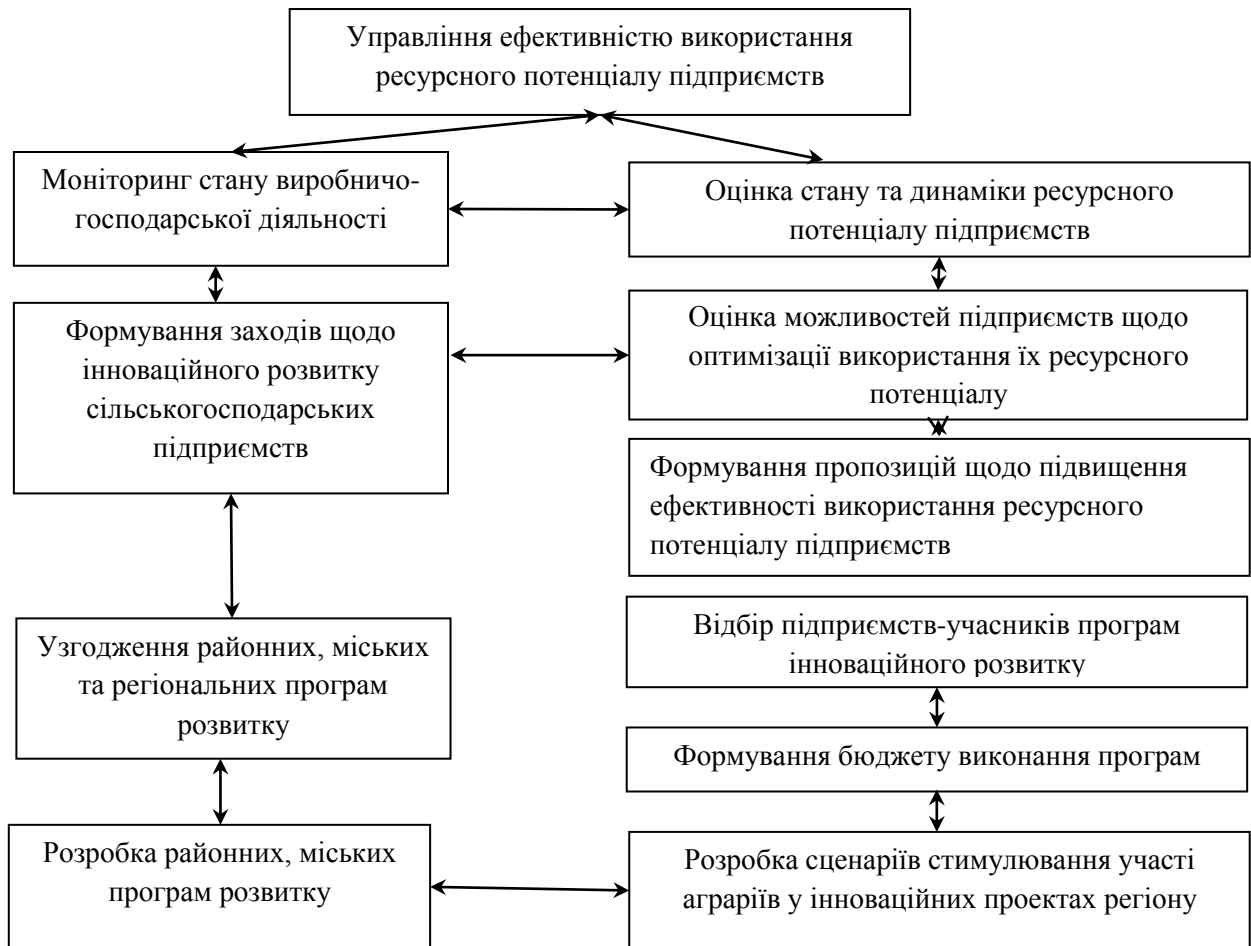 Управління ефективністю використання
ресурсного потенціалу підприємств
Моніторинг стану виробничо-
господарської діяльності
Оцінка стану та динаміки ресурсного
потенціалу підприємств
Формування заходів щодо
інноваційного розвитку
сільськогосподарських
підприємств
Оцінка можливостей підприємств щодо
оптимізації використання їх ресурсного
потенціалу
Формування пропозицій щодо підвищення
ефективності використання ресурсного
потенціалу підприємств
Узгодження районних, міських
та регіональних програм
розвитку
Відбір підприємств-учасників програм
інноваційного розвитку
Формування бюджету виконання програм
Розробка районних, міських
програм розвитку
Розробка сценаріїв стимулювання участі
аграріїв у інноваційних проектах регіону